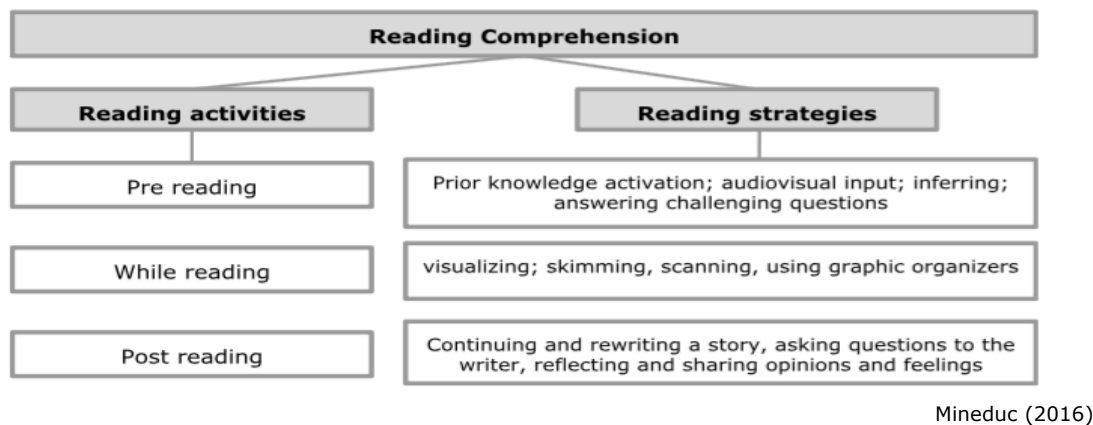 Reading Comprehension
Reading activities
Reading strategies
Pre reading
Prior knowledge activation; audiovisual input; inferring;
answering challenging questions
While reading
visualizing; skimming, scanning, using graphic organizers
Post reading
Continuing and rewriting a story, asking questions to the
writer, reflecting and sharing opinions and feelings
Mineduc (2016)